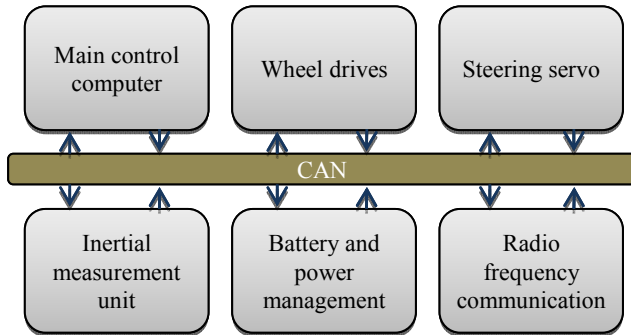 Main control
computer
Wheel drives
Steering servo
CAN
Inertial
measurement
unit
Battery and
power
management
Radio
frequency
communication